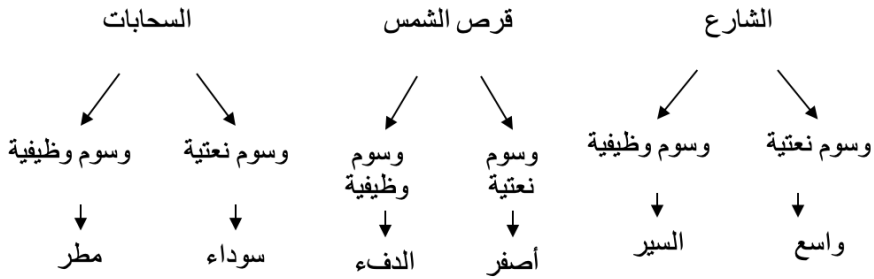 الشارع
قرص الشمس
السحابات
وسوم نعتية
وسوم وظيفية
وسوم
نعتية
وسوم
وظيفية
وسوم نعتية
وسوم وظيفية
واسع
السير
أصفر
الدفء
سوداء
مطر